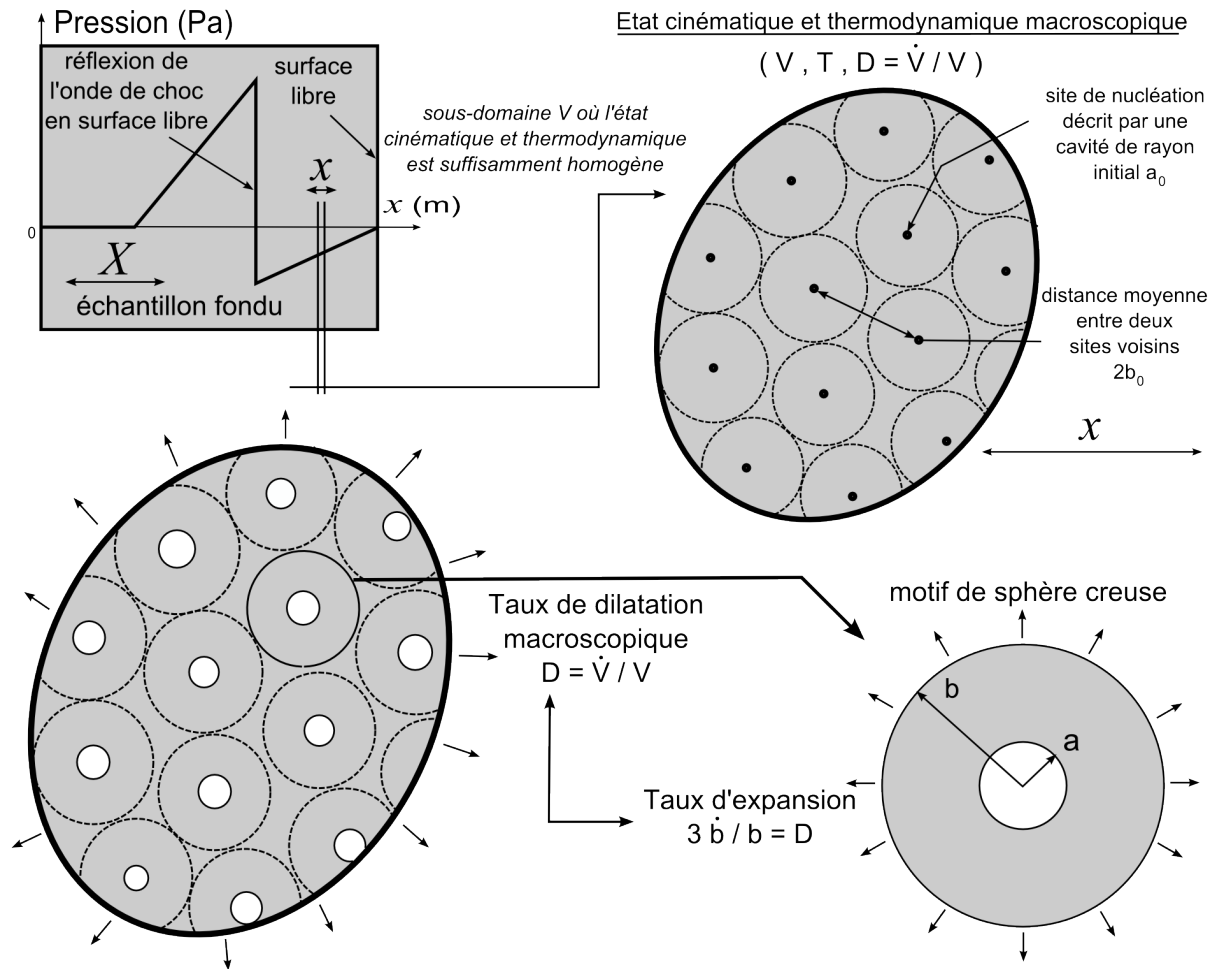 Pression (Pa)
réflexion de
l'onde de choc
en surface libre
surface
libre
x
x (m)
0
X
échantillon fondu
sous-domaine V où l'état
cinématique et thermodynamique
est suffisamment homogène
Etat cinématique et thermodynamique macroscopique
( V , T , D = V̇ / V )
site de nucléation
décrit par une
cavité de rayon
initial a₀
distance moyenne
entre deux
sites voisins
2b₀
x
Taux de dilatation
macroscopique
D = V̇ / V
Taux d'expansion
3 ḃ / b = D
motif de sphère creuse
b
a